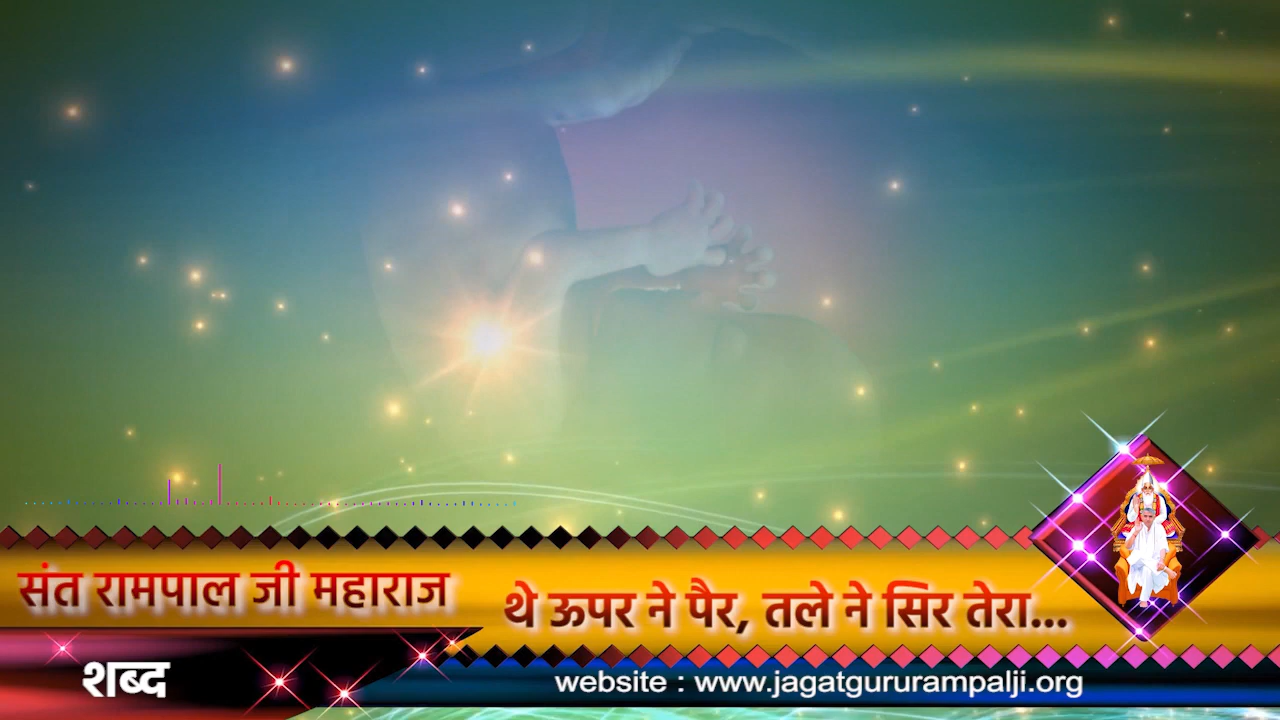 संत रामपाल जी महाराज
थे ऊपर ने पैर, तले ने सिर तेरा...
शब्द
website : www.jagatgururampalji.org